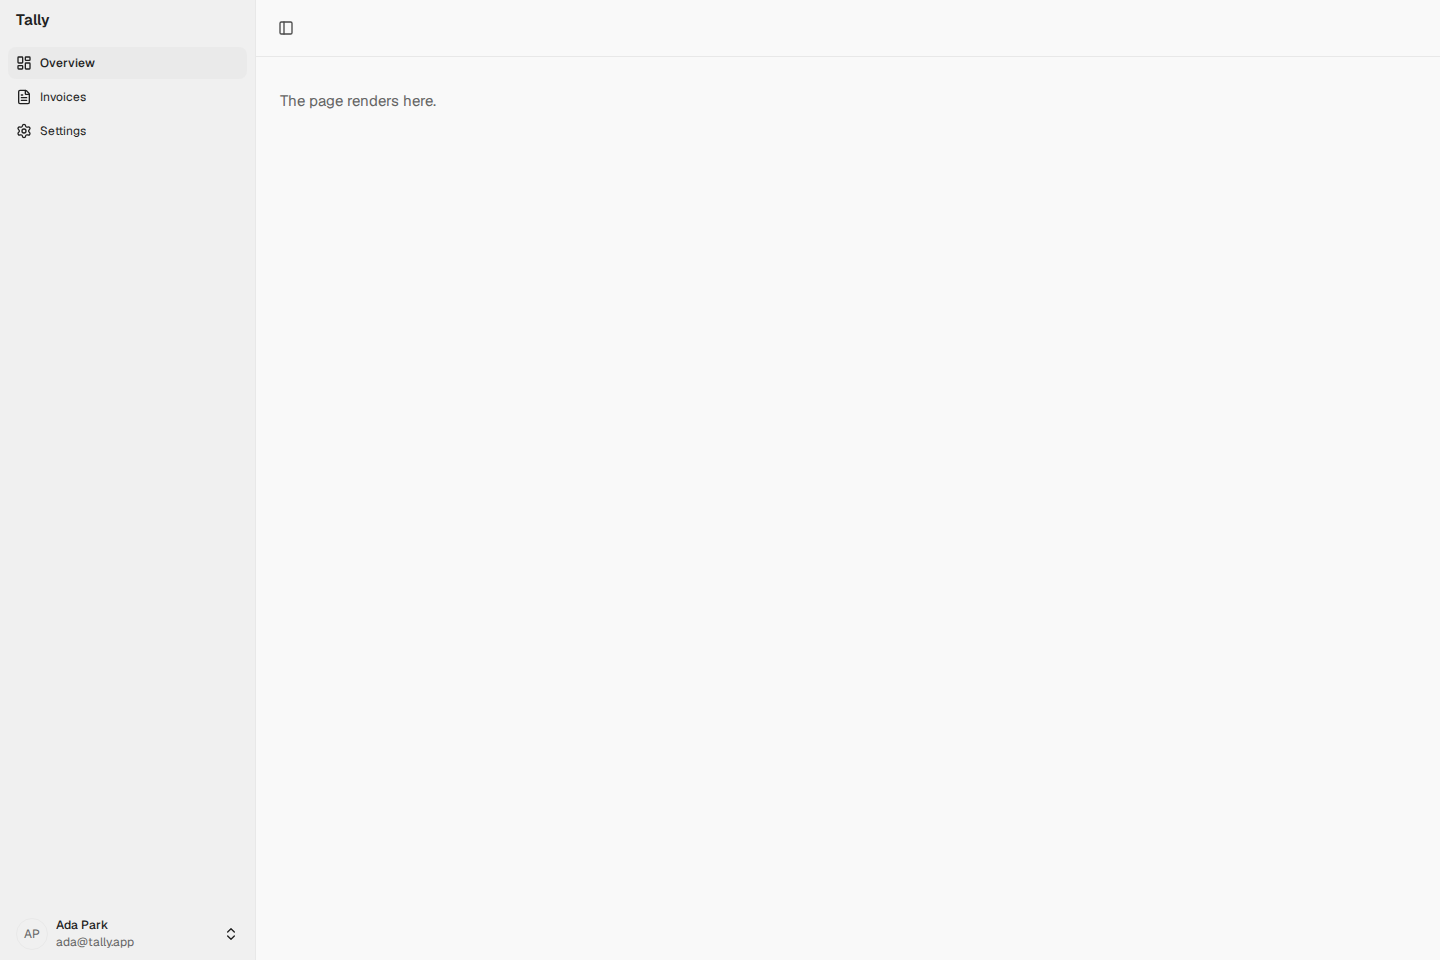 Tally
Overview
Invoices
Settings
The page renders here.
AP
Ada Park
ada@tally.app